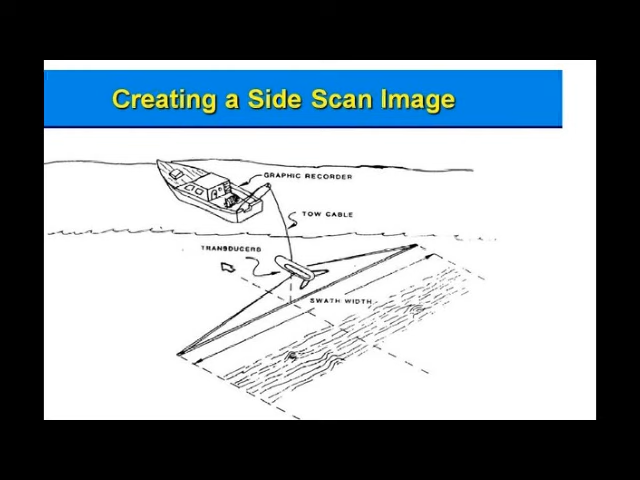 Creating a Side Scan Image
GRAPHIC RECORDER
TOW CABLE
TRANSDUCERS
SWATH WIDTH